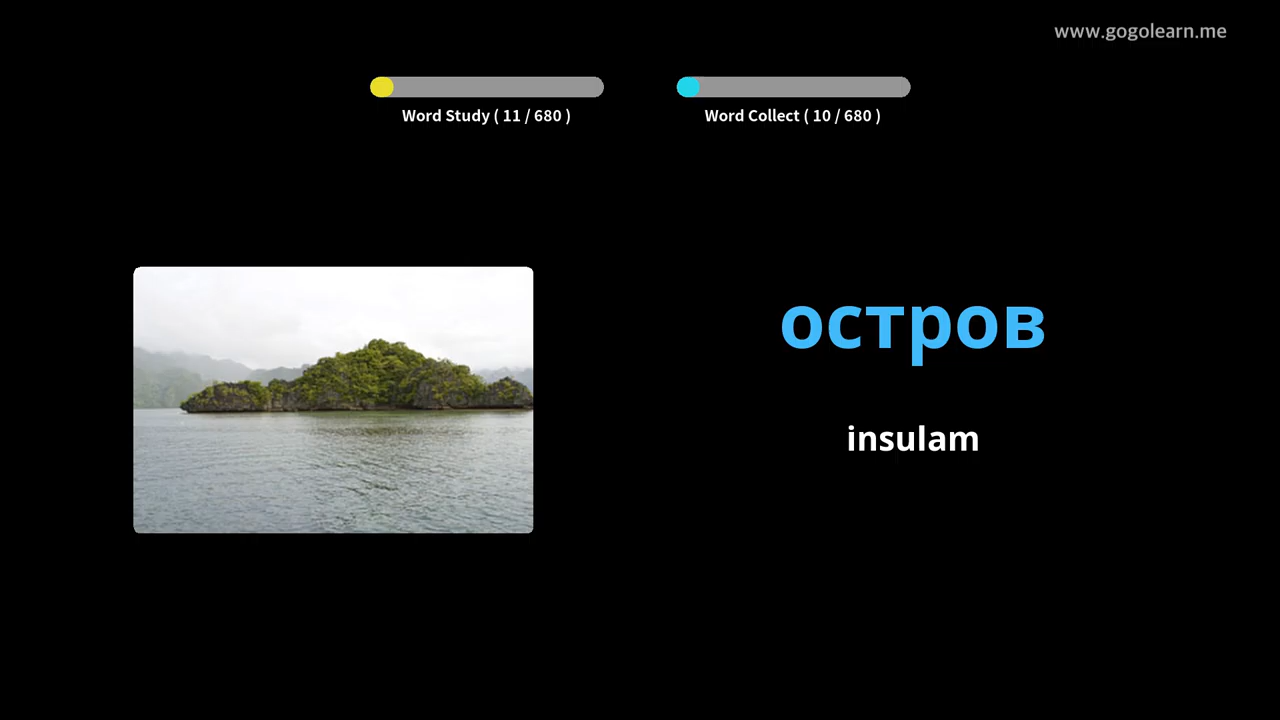 www.gogolearn.me
Word Study ( 11 / 680 )
Word Collect ( 10 / 680 )
остров
insulam